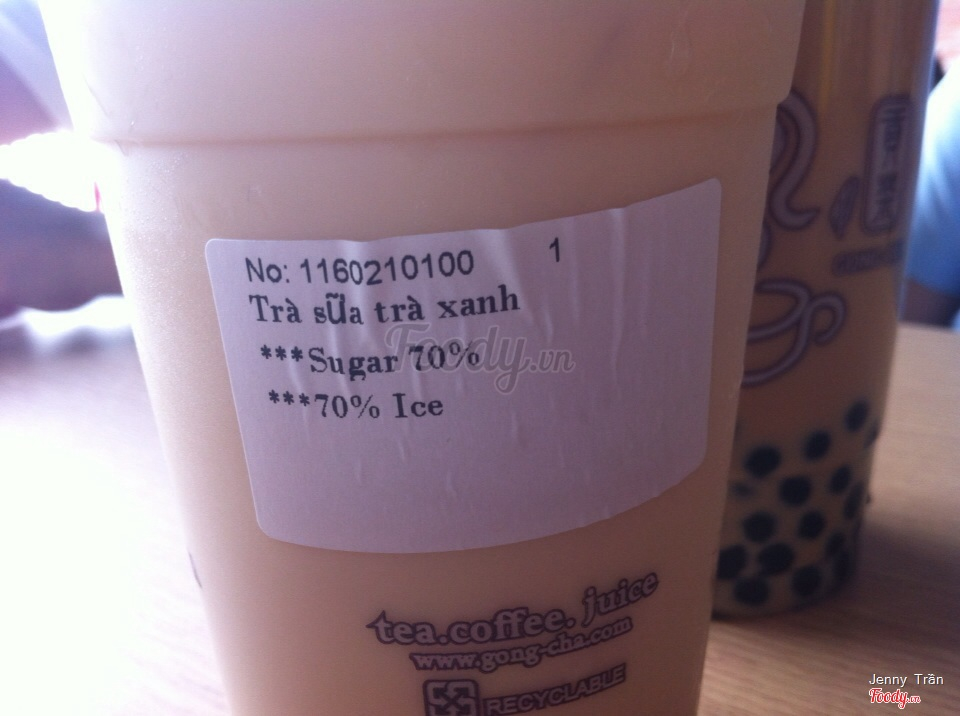 No: 1160210100 1
Trà sữa trà xanh
***Sugar 70%
***70% Ice
Foody.vn
tea.coffee. juice
www.gong-cha.com
RECYCLABLE
Jenny Trần
Foody.vn